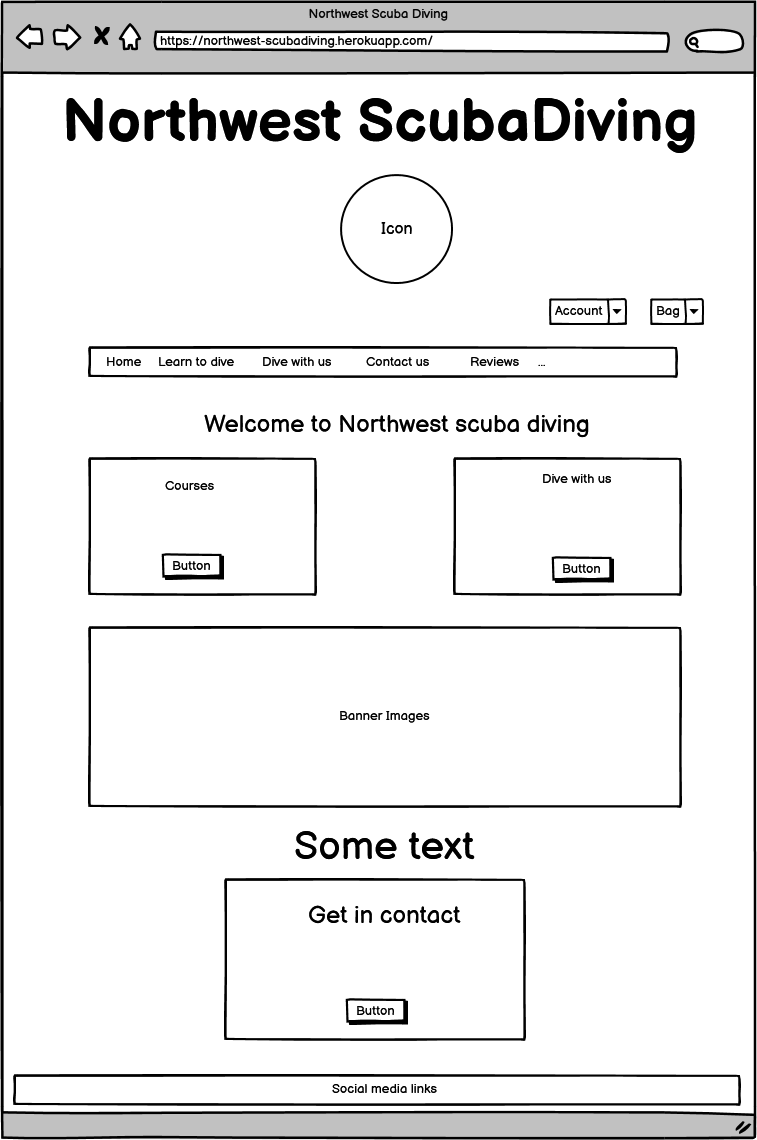 Northwest Scuba Diving
https://northwest-scubadiving.herokuapp.com/
Northwest ScubaDiving
Icon
Account Bag
Home Learn to dive Dive with us Contact us Reviews ...
Welcome to Northwest scuba diving
Courses
Button
Dive with us
Button
Banner Images
Some text
Get in contact
Button
Social media links